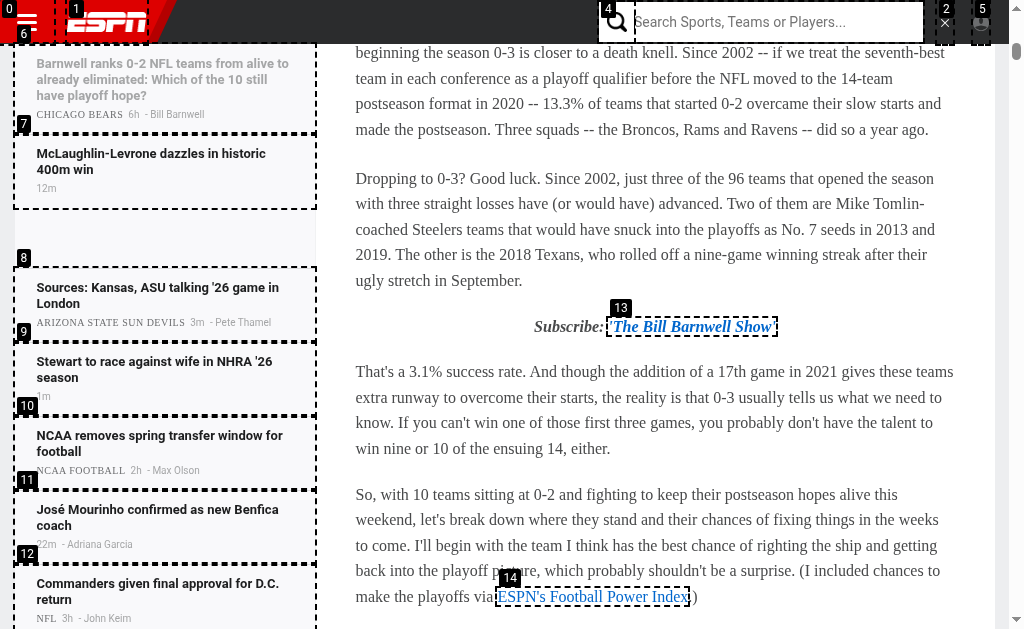 0
1
ESPN
4
Search Sports, Teams or Players...
2
5
6
Barnwell ranks 0-2 NFL teams from alive to
already eliminated: Which of the 10 still
have playoff hope?
CHICAGO BEARS 6h - Bill Barnwell
7
McLaughlin-Levrone dazzles in historic
400m win
12m
8
Sources: Kansas, ASU talking '26 game in
London
ARIZONA STATE SUN DEVILS 3m - Pete Thamel
9
Stewart to race against wife in NHRA '26
season
1m
10
NCAA removes spring transfer window for
football
NCAA FOOTBALL 2h - Max Olson
11
José Mourinho confirmed as new Benfica
coach
22m - Adriana Garcia
12
Commanders given final approval for D.C.
return
NFL 3h - John Keim
beginning the season 0-3 is closer to a death knell. Since 2002 -- if we treat the seventh-best
team in each conference as a playoff qualifier before the NFL moved to the 14-team
postseason format in 2020 -- 13.3% of teams that started 0-2 overcame their slow starts and
made the postseason. Three squads -- the Broncos, Rams and Ravens -- did so a year ago.
Dropping to 0-3? Good luck. Since 2002, just three of the 96 teams that opened the season
with three straight losses have (or would have) advanced. Two of them are Mike Tomlin-
coached Steelers teams that would have snuck into the playoffs as No. 7 seeds in 2013 and
2019. The other is the 2018 Texans, who rolled off a nine-game winning streak after their
ugly stretch in September.
13
Subscribe: 'The Bill Barnwell Show'
That's a 3.1% success rate. And though the addition of a 17th game in 2021 gives these teams
extra runway to overcome their starts, the reality is that 0-3 usually tells us what we need to
know. If you can't win one of those first three games, you probably don't have the talent to
win nine or 10 of the ensuing 14, either.
So, with 10 teams sitting at 0-2 and fighting to keep their postseason hopes alive this
weekend, let's break down where they stand and their chances of fixing things in the weeks
to come. I'll begin with the team I think has the best chance of righting the ship and getting
back into the playoff picture, which probably shouldn't be a surprise. (I included chances to
14
make the playoffs via ESPN's Football Power Index.)